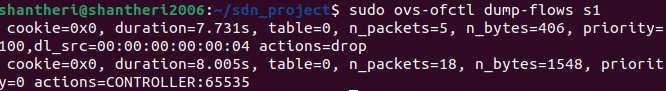 shantheri@shantheri2006:~/sdn_project$ sudo ovs-ofctl dump-flows s1
 cookie=0x0, duration=7.731s, table=0, n_packets=5, n_bytes=406, priority=
100,dl_src=00:00:00:00:00:04 actions=drop
 cookie=0x0, duration=8.005s, table=0, n_packets=18, n_bytes=1548, priorit
y=0 actions=CONTROLLER:65535